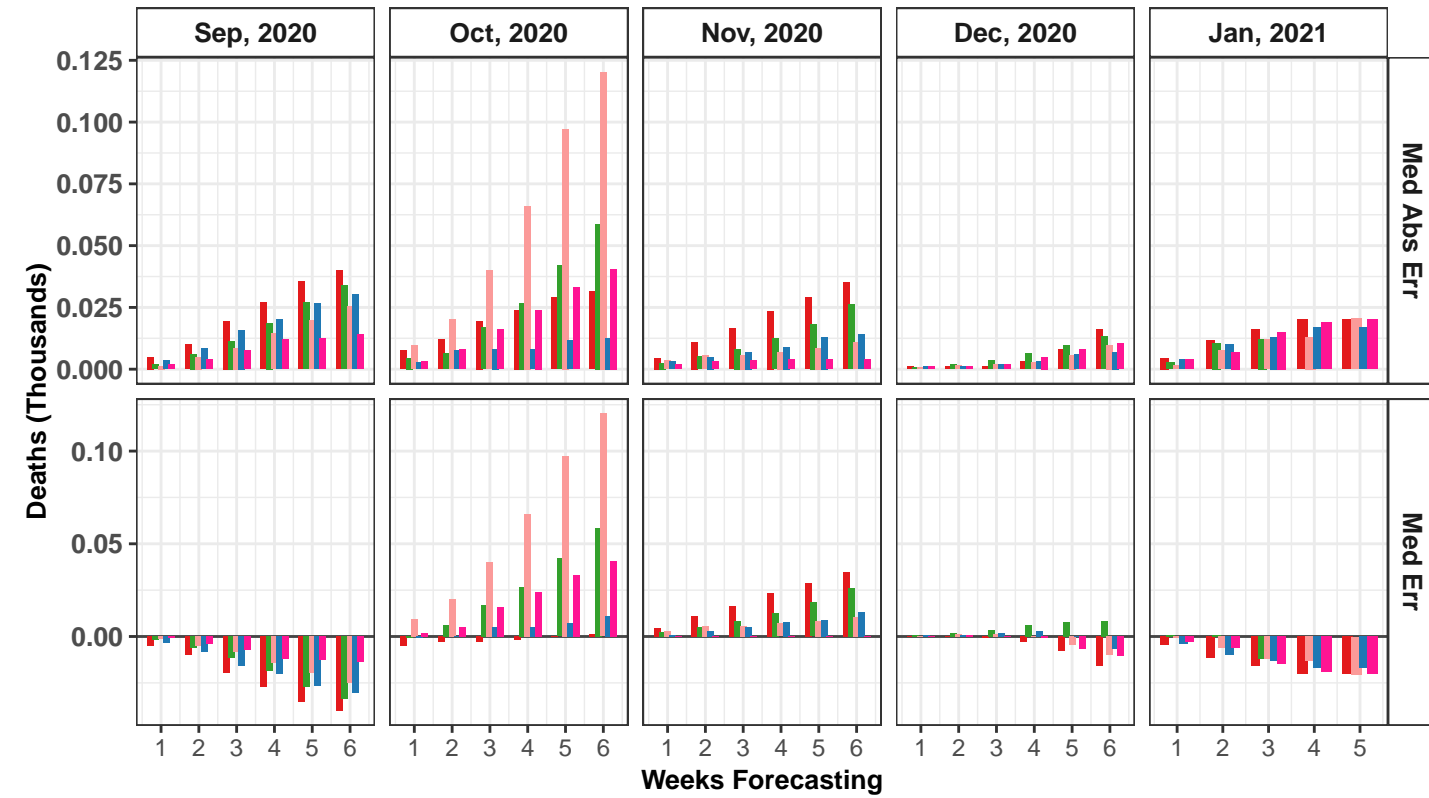 Sep, 2020 Oct, 2020 Nov, 2020 Dec, 2020 Jan, 2021
0.125
0.100
0.075
0.050
0.025
0.000
Med Abs Err
Deaths (Thousands)
0.10
0.05
0.00
Med Err
1 2 3 4 5 6 1 2 3 4 5 6 1 2 3 4 5 6 1 2 3 4 5 6 1 2 3 4 5
Weeks Forecasting